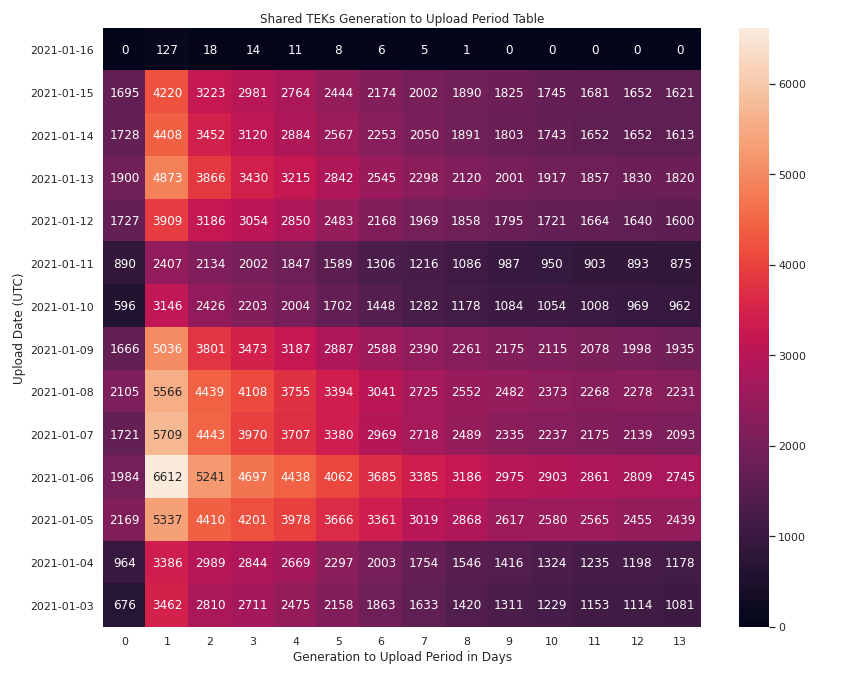 Shared TEKs Generation to Upload Period Table
2021-01-16 0 127 18 14 11 8 6 5 1 0 0 0 0 0
2021-01-15 1695 4220 3223 2981 2764 2444 2174 2002 1890 1825 1745 1681 1652 1621
2021-01-14 1728 4408 3452 3120 2884 2567 2253 2050 1891 1803 1743 1652 1652 1613
2021-01-13 1900 4873 3866 3430 3215 2842 2545 2298 2120 2001 1917 1857 1830 1820
2021-01-12 1727 3909 3186 3054 2850 2483 2168 1969 1858 1795 1721 1664 1640 1600
2021-01-11 890 2407 2134 2002 1847 1589 1306 1216 1086 987 950 903 893 875
2021-01-10 596 3146 2426 2203 2004 1702 1448 1282 1178 1084 1054 1008 969 962
2021-01-09 1666 5036 3801 3473 3187 2887 2588 2390 2261 2175 2115 2078 1998 1935
2021-01-08 2105 5566 4439 4108 3755 3394 3041 2725 2552 2482 2373 2268 2278 2231
2021-01-07 1721 5709 4443 3970 3707 3380 2969 2718 2489 2335 2237 2175 2139 2093
2021-01-06 1984 6612 5241 4697 4438 4062 3685 3385 3186 2975 2903 2861 2809 2745
2021-01-05 2169 5337 4410 4201 3978 3666 3361 3019 2868 2617 2580 2565 2455 2439
2021-01-04 964 3386 2989 2844 2669 2297 2003 1754 1546 1416 1324 1235 1198 1178
2021-01-03 676 3462 2810 2711 2475 2158 1863 1633 1420 1311 1229 1153 1114 1081
0 1 2 3 4 5 6 7 8 9 10 11 12 13
Generation to Upload Period in Days
Upload Date (UTC)
6000
5000
4000
3000
2000
1000
0